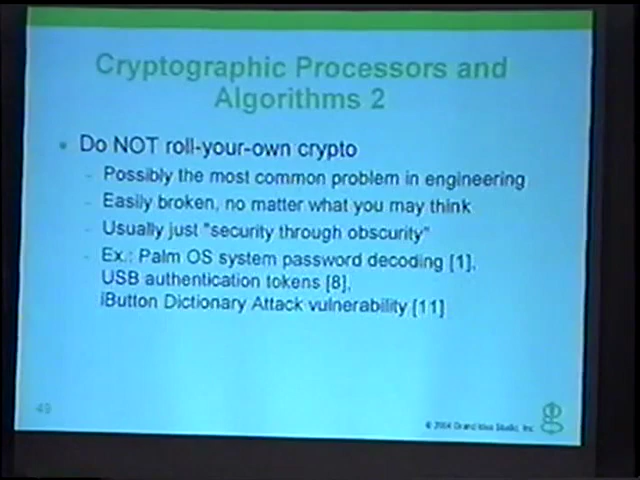 Cryptographic Processors and
Algorithms 2
• Do NOT roll-your-own crypto
- Possibly the most common problem in engineering
- Easily broken, no matter what you may think
- Usually just "security through obscurity"
- Ex.: Palm OS system password decoding [1],
USB authentication tokens [8],
iButton Dictionary Attack vulnerability [11]
49
© 2004 Grand Idea Studio, Inc.